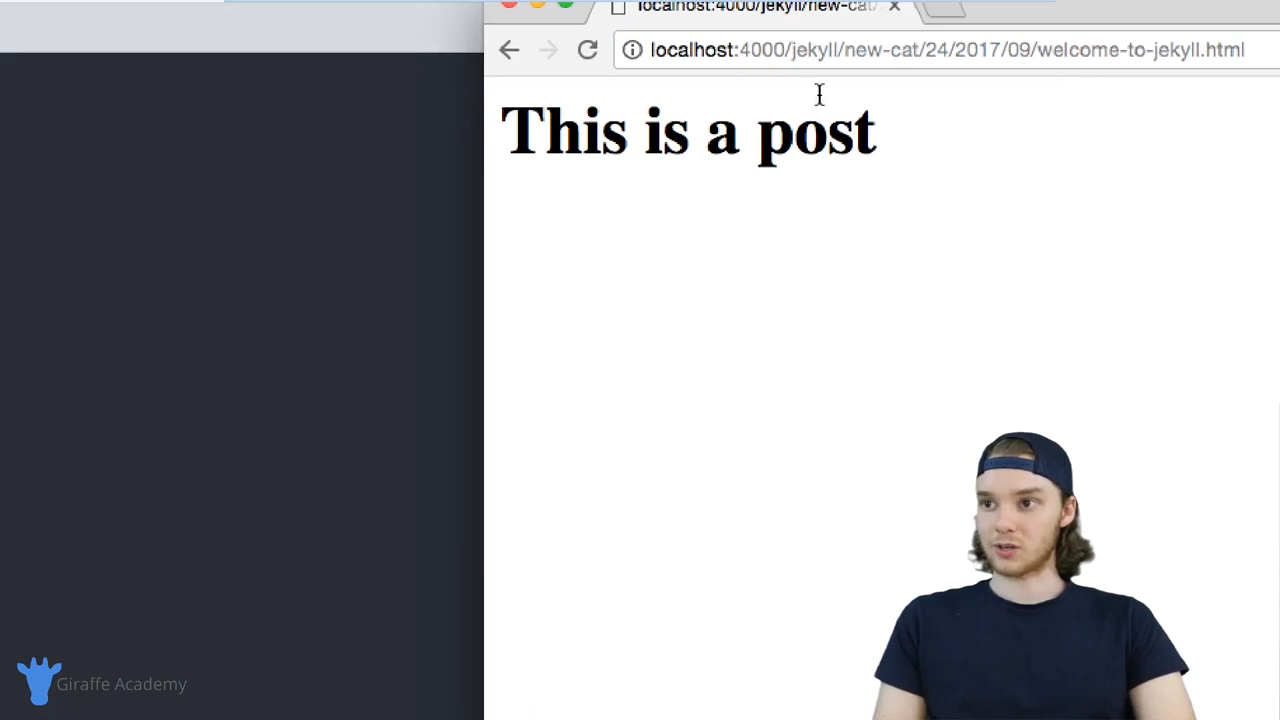 localhost:4000/jekyll/new-cat/
localhost:4000/jekyll/new-cat/24/2017/09/welcome-to-jekyll.html
This is a post
Giraffe Academy